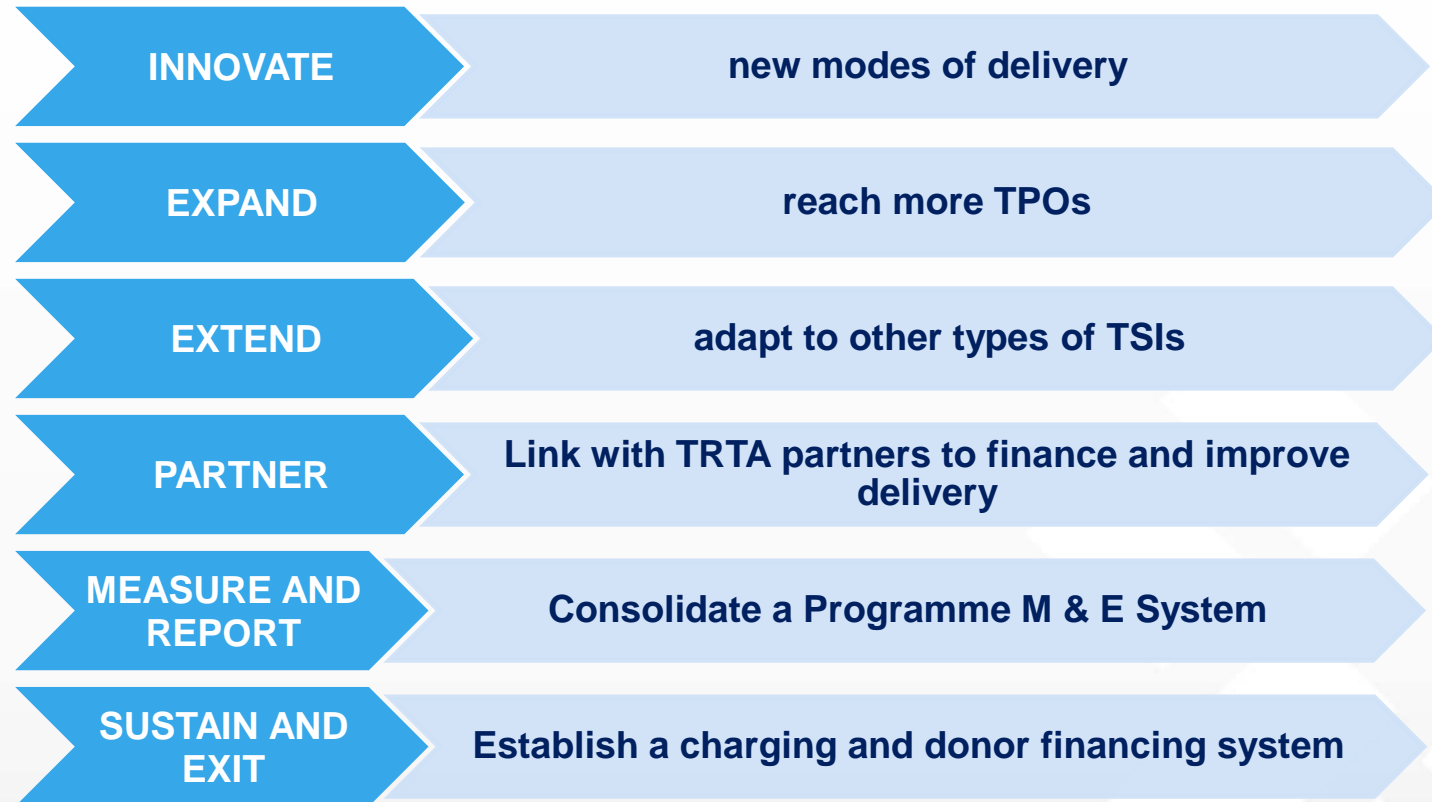 INNOVATE
new modes of delivery
EXPAND
reach more TPOs
EXTEND
adapt to other types of TSIs
PARTNER
Link with TRTA partners to finance and improve
delivery
MEASURE AND
REPORT
Consolidate a Programme M & E System
SUSTAIN AND
EXIT
Establish a charging and donor financing system